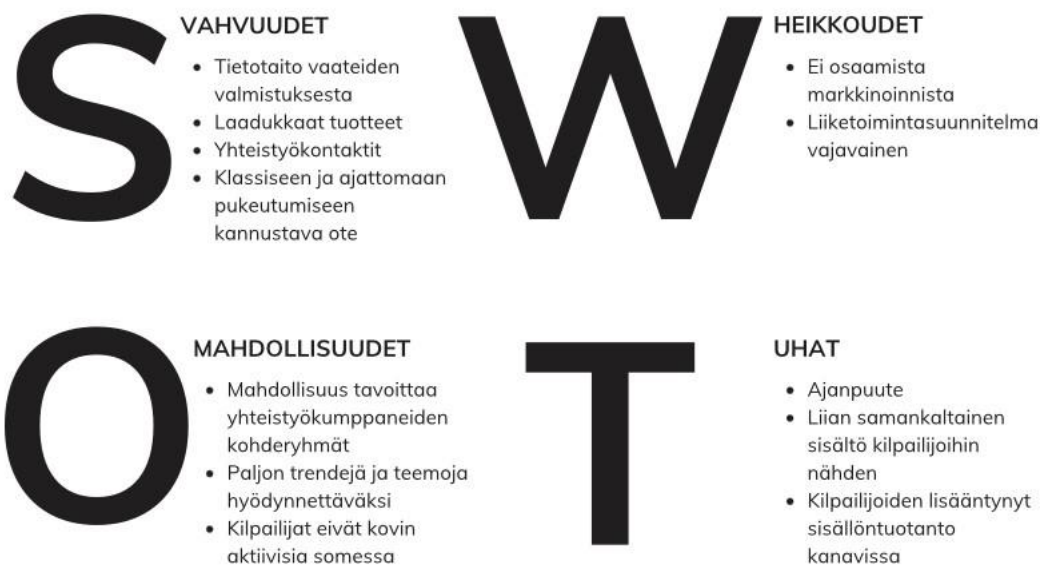 S
VAHVUUDET
• Tietotaito vaateiden
valmistuksesta
• Laadukkaat tuotteet
• Yhteistyökontaktit
• Klassiseen ja ajattomaan
pukeutumiseen
kannustava ote
W
HEIKKOUDET
• Ei osaamista
markkinoinnista
• Liiketoimintasuunnitelma
vajavainen
O
MAHDOLLISUUDET
• Mahdollisuus tavoittaa
yhteistyökumppaneiden
kohderyhmät
• Paljon trendejä ja teemoja
hyödynnettäväksi
• Kilpailijat eivät kovin
aktiivisia somessa
T
UHAT
• Ajanpuute
• Liian samankaltainen
sisältö kilpailijoihin
nähden
• Kilpailijoiden lisääntynyt
sisällöntuotanto
kanavissa